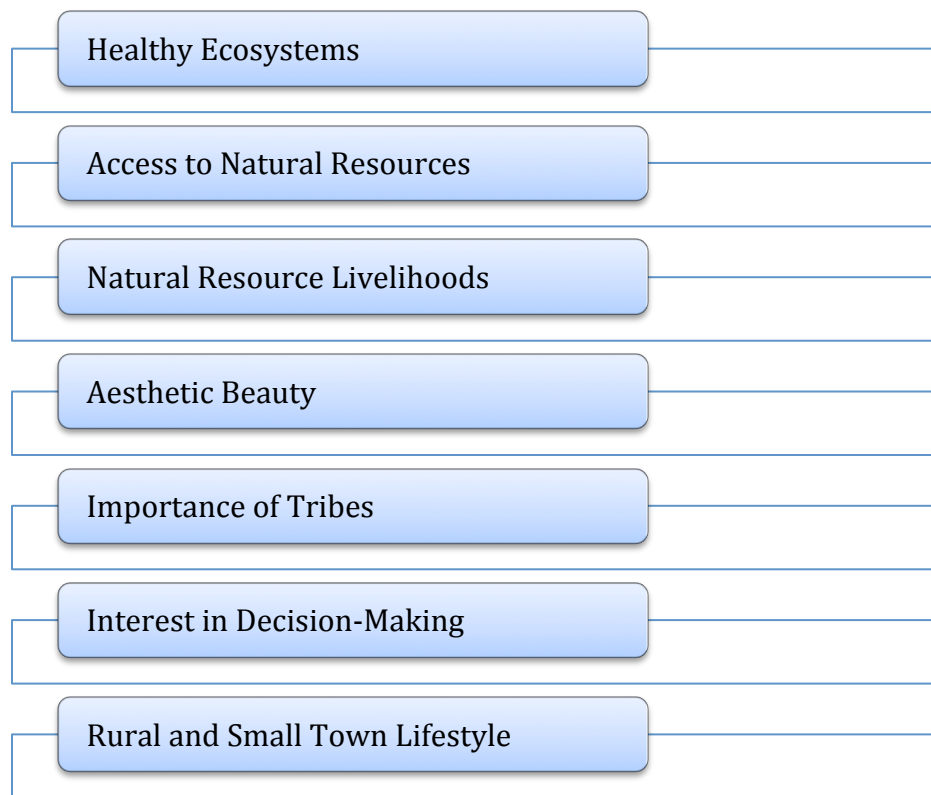 Healthy Ecosystems
Access to Natural Resources
Natural Resource Livelihoods
Aesthetic Beauty
Importance of Tribes
Interest in Decision-Making
Rural and Small Town Lifestyle